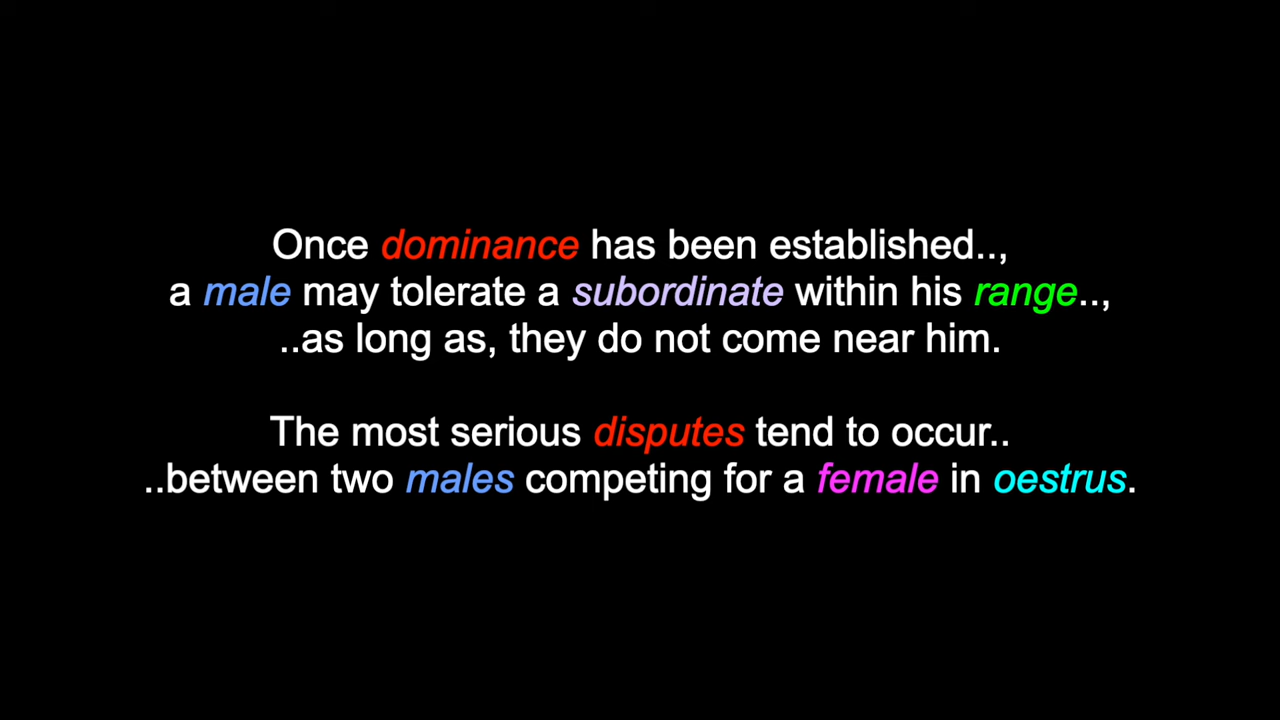 Once dominance has been established..,
a male may tolerate a subordinate within his range..,
..as long as, they do not come near him.
The most serious disputes tend to occur..
..between two males competing for a female in oestrus.